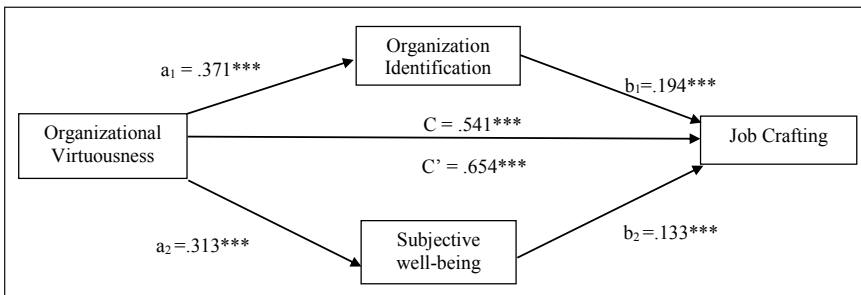 Organization
Identification
a₁ = .371***
b₁=.194***
Organizational
Virtuousness
C = .541***
Job Crafting
C’ = .654***
a₂ =.313***
Subjective
well-being
b₂ =.133***